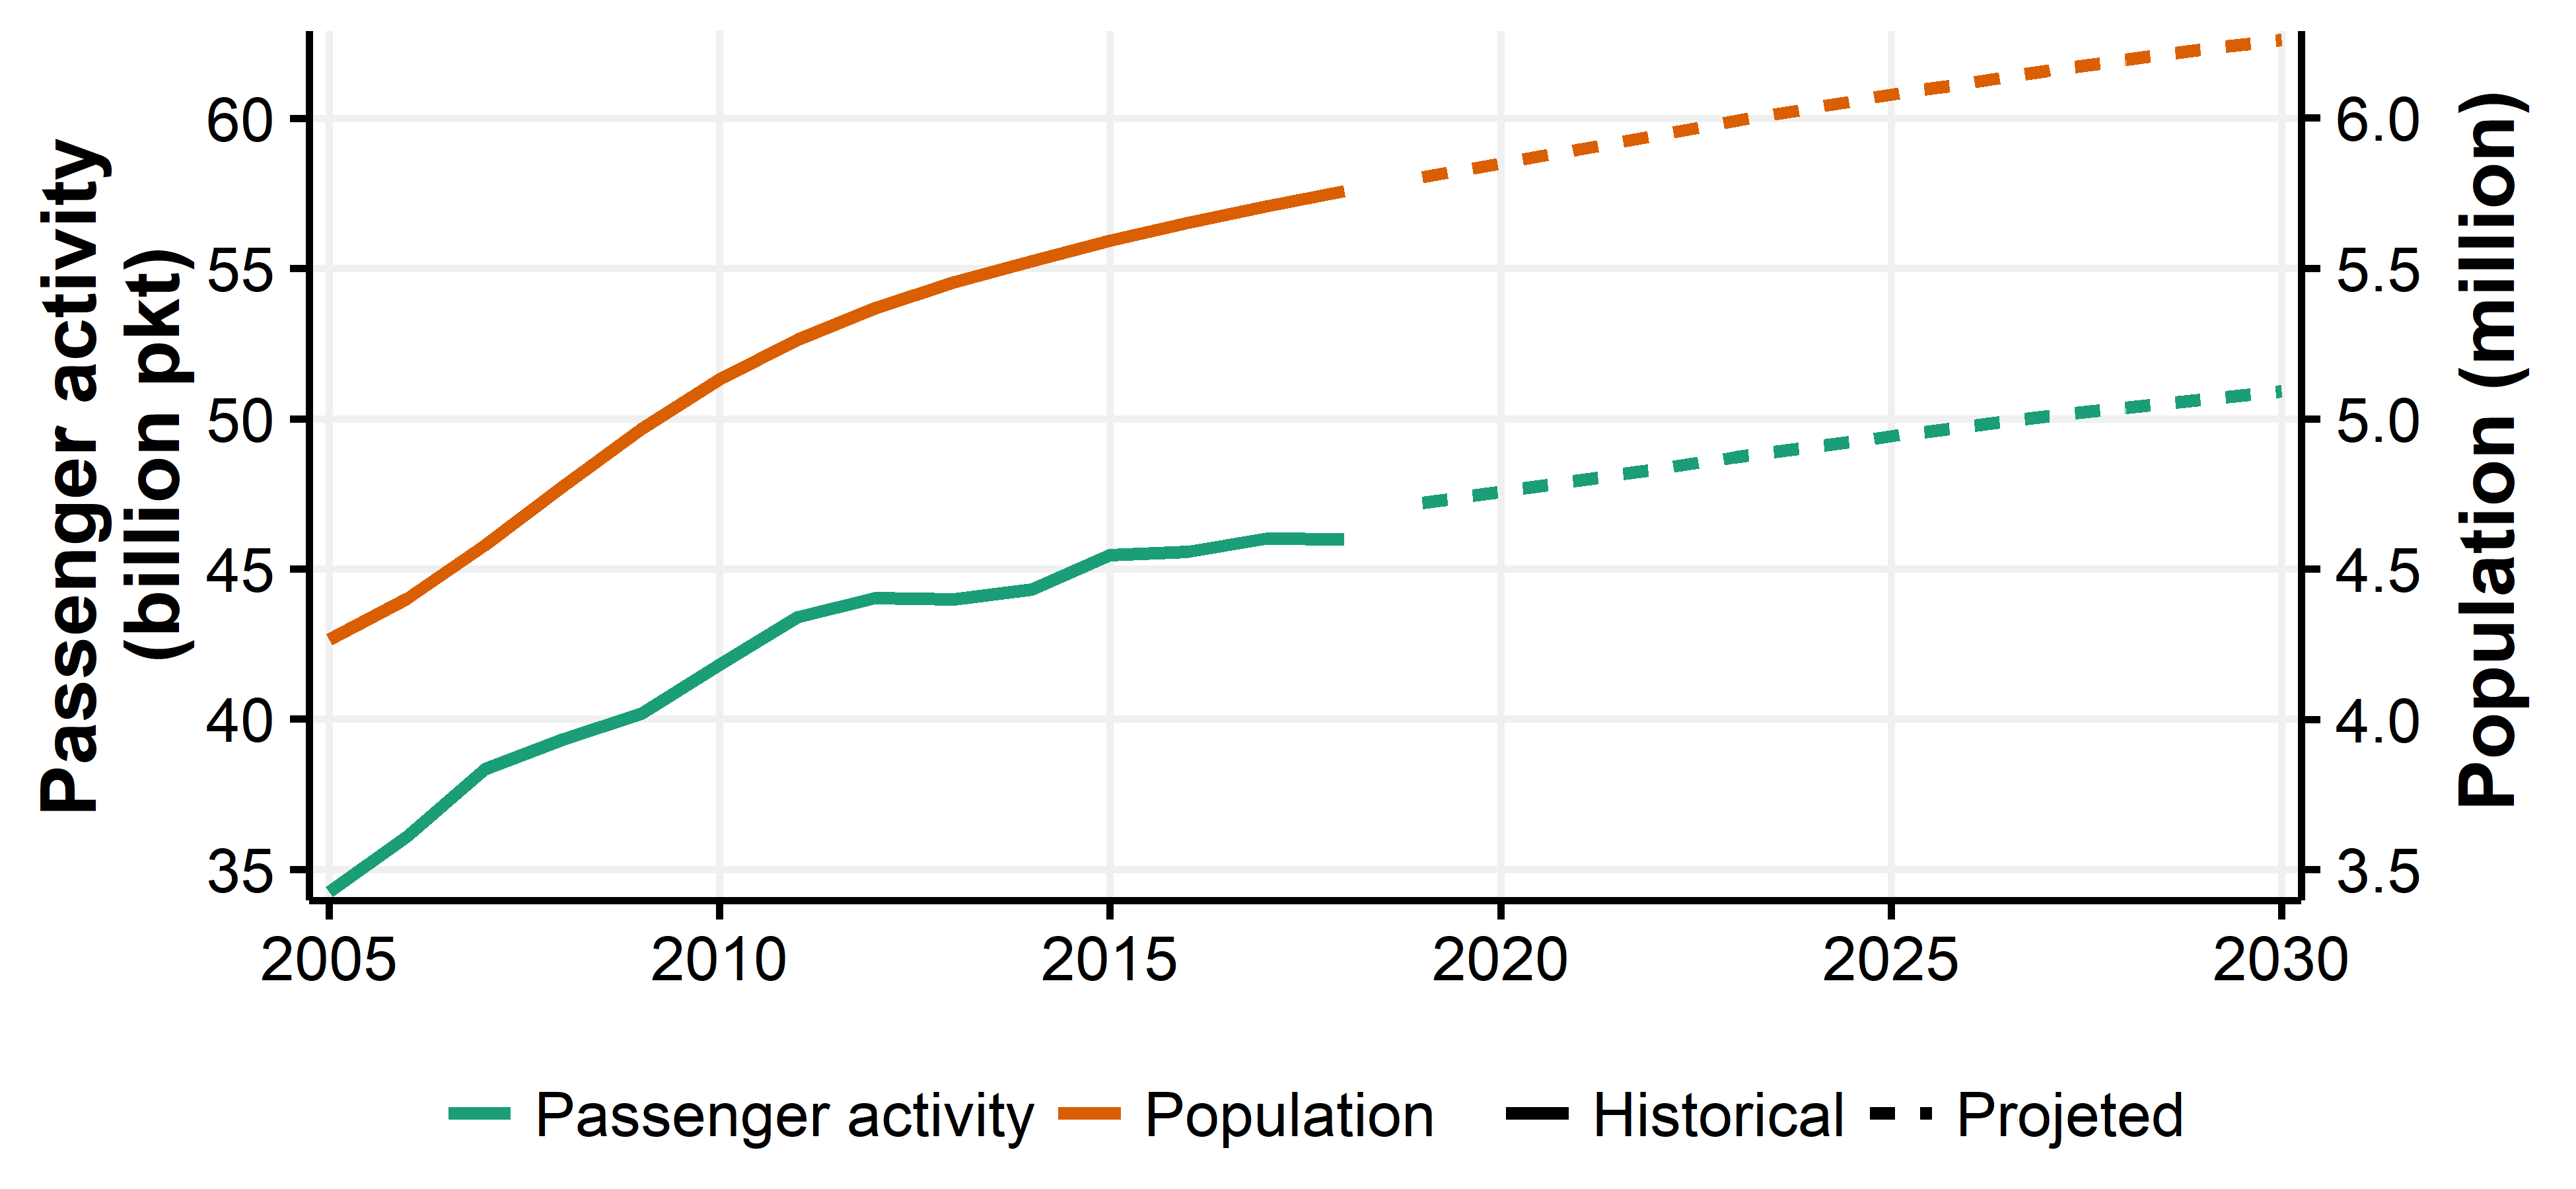 Passenger activity
(billion pkt)
60
55
50
45
40
35
6.0
5.5
5.0
4.5
4.0
3.5
Population (million)
2005 2010 2015 2020 2025 2030
Passenger activity Population Historical Projeted